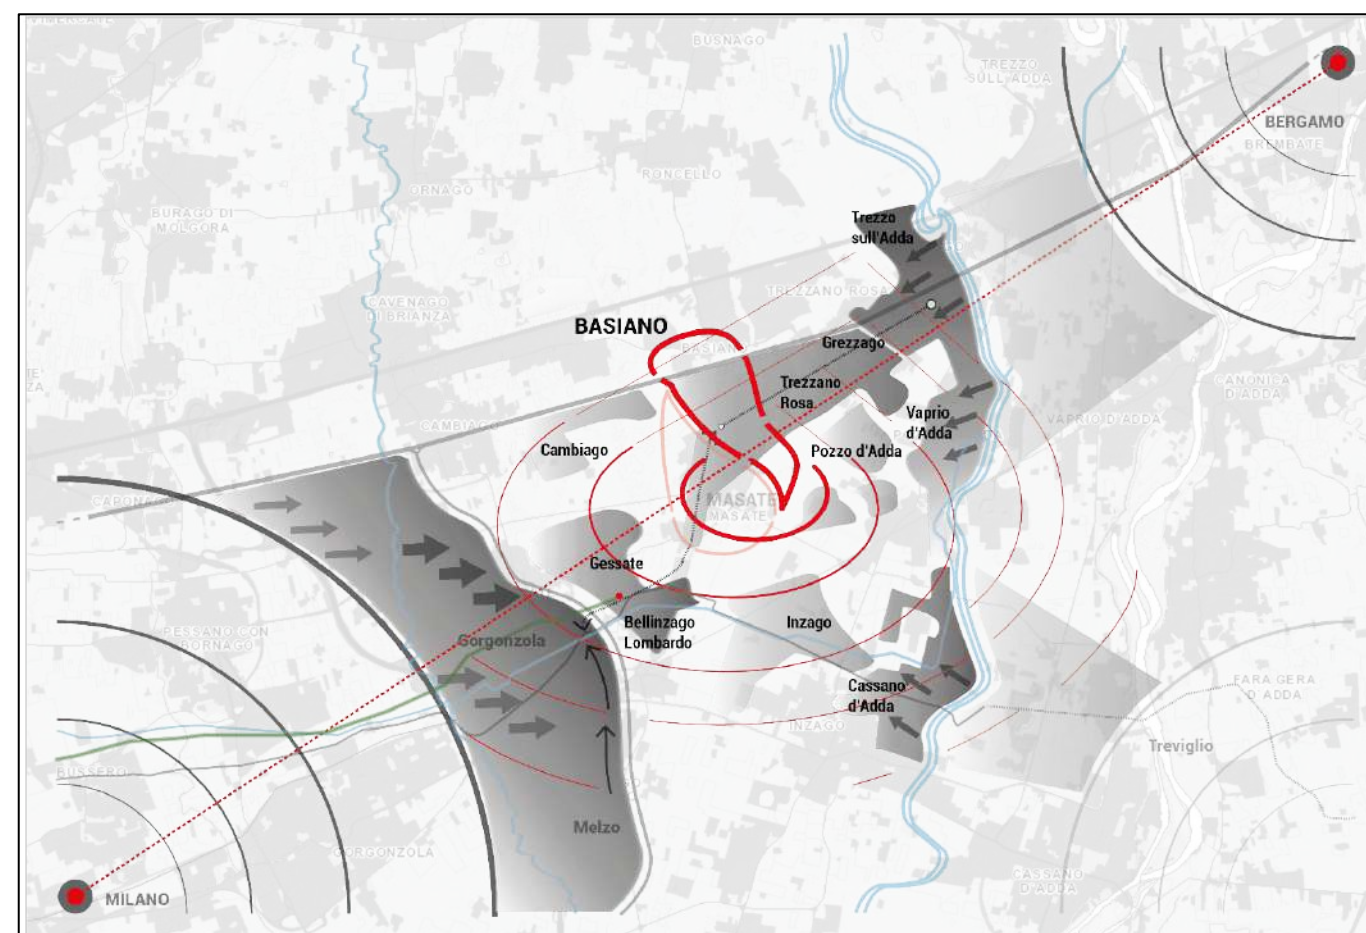 BUSNAGO
TREZZO
SULL'ADDA
BERGAMO
BREMBATE
RONCELLO
ORNAGO
BURAGO DI
MOLGORA
Trezzo
sull'Adda
TREZZANO ROSA
CAVENAGO
DI BRIANZA
BASIANO
BASIANO
Grezzago
Trezzano
Rosa
CANONICA
D'ADDA
Vaprio
d'Adda
VAPRIO D'ADDA
CAMBIAGO
Cambiago
Pozzo d'Adda
MASATE
MASATE
Gessate
Gorgonzola
Bellinzago
Lombardo
Inzago
PESSANO CON
BORNAGO
Cassano
d'Adda
FARA GERA
D'ADDA
INZAGO
Treviglio
BUSSERO
Melzo
GORGONZOLA
CASSANO
D'ADDA
MILANO